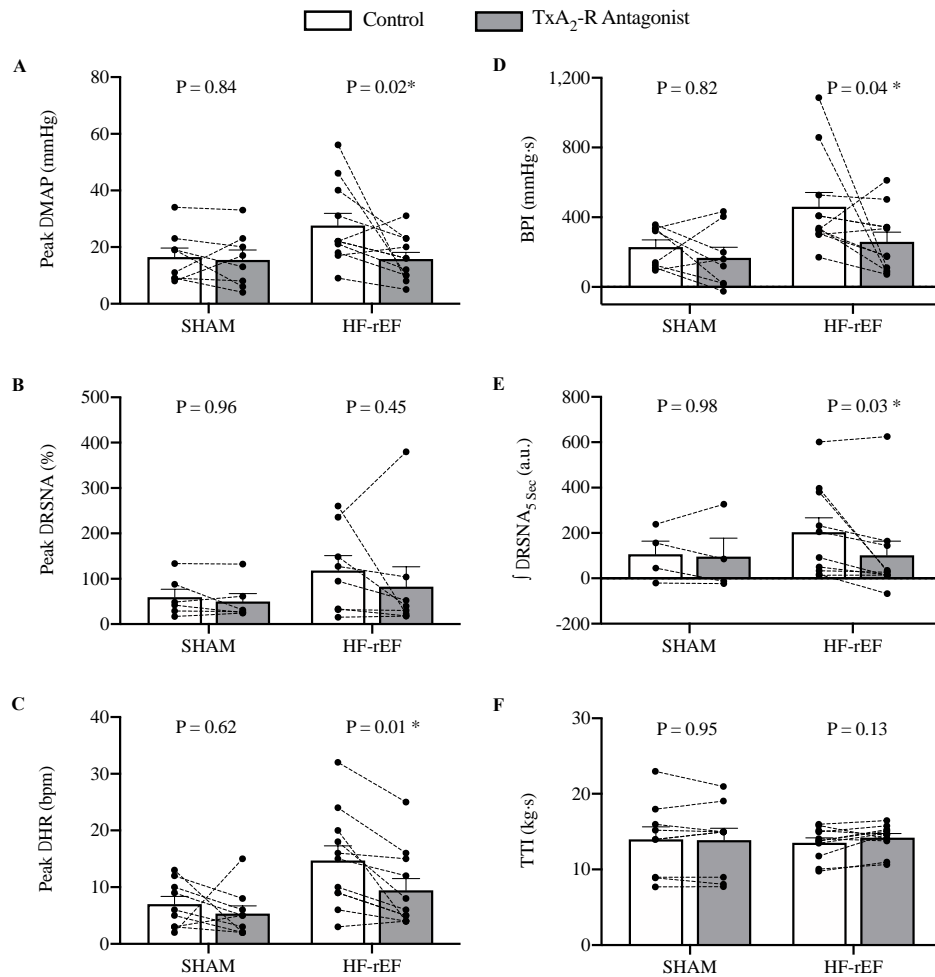 Control
TxA2-R Antagonist
A
Peak DMAP (mmHg)
80
60
40
20
0
P = 0.84
P = 0.02*
SHAM
HF-rEF
D
BPI (mmHg·s)
1,200
800
400
0
P = 0.82
P = 0.04 *
SHAM
HF-rEF
B
Peak DRSNA (%)
500
400
300
200
100
0
P = 0.96
P = 0.45
SHAM
HF-rEF
E
∫ DRSNA5 Sec (a.u.)
800
600
400
200
0
-200
P = 0.98
P = 0.03 *
SHAM
HF-rEF
C
Peak DHR (bpm)
40
30
20
10
0
P = 0.62
P = 0.01 *
SHAM
HF-rEF
F
TTI (kg·s)
30
20
10
0
P = 0.95
P = 0.13
SHAM
HF-rEF